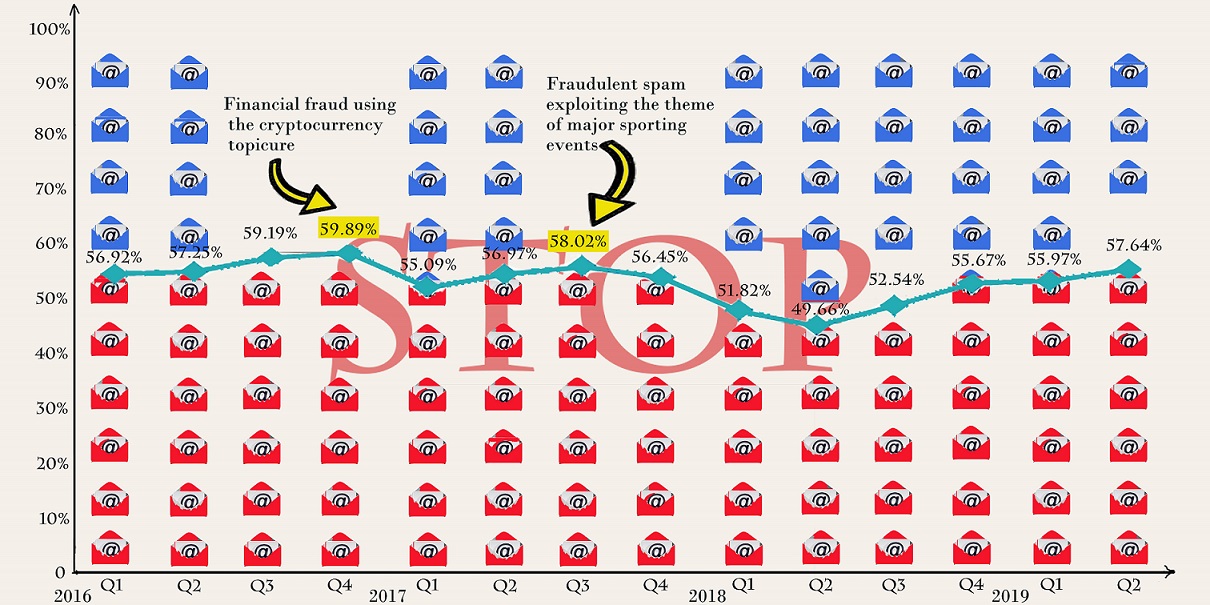 100%
90%
80%
70%
60%
50%
40%
30%
20%
10%
0
Financial fraud using
the cryptocurrency
topicure
Fraudulent spam
exploiting the theme
of major sporting
events
STOP
56.92%
57.25%
59.19%
59.89%
55.09%
56.97%
58.02%
56.45%
51.82%
49.66%
52.54%
55.67%
55.97%
57.64%
Q1 Q2 Q3 Q4 Q1 Q2 Q3 Q4 Q1 Q2 Q3 Q4 Q1 Q2
2016 2017 2018 2019